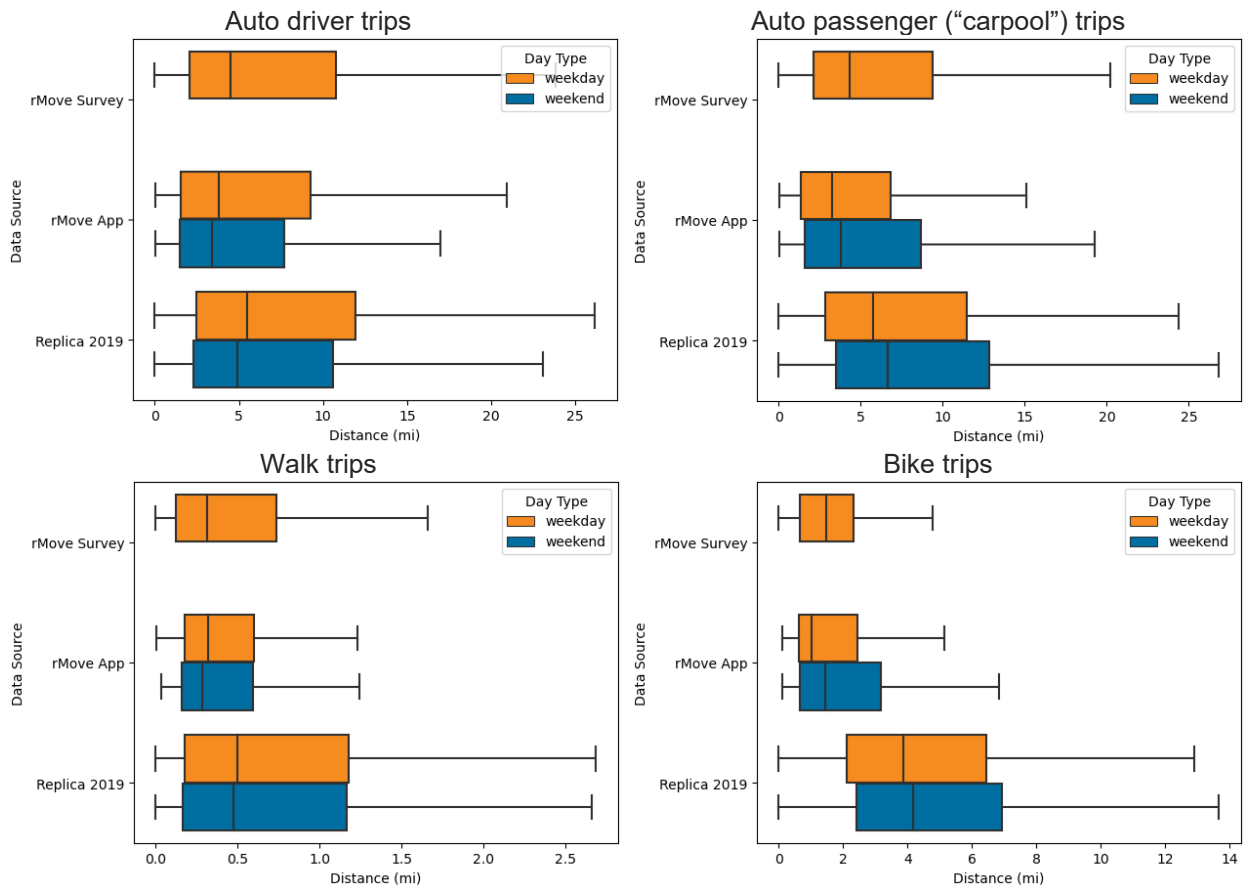 Auto driver trips
Day Type
weekday
weekend
rMove Survey
rMove App
Replica 2019
Data Source
0 5 10 15 20 25
Distance (mi)
Auto passenger (“carpool”) trips
Day Type
weekday
weekend
rMove Survey
rMove App
Replica 2019
Data Source
0 5 10 15 20 25
Distance (mi)
Walk trips
Day Type
weekday
weekend
rMove Survey
rMove App
Replica 2019
Data Source
0.0 0.5 1.0 1.5 2.0 2.5
Distance (mi)
Bike trips
Day Type
weekday
weekend
rMove Survey
rMove App
Replica 2019
Data Source
0 2 4 6 8 10 12 14
Distance (mi)